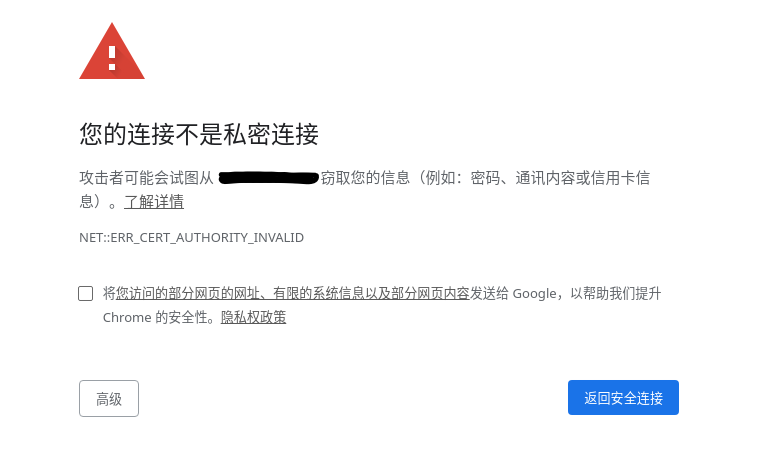 您的连接不是私密连接
攻击者可能会试图从 窃取您的信息（例如：密码、通讯内容或信用卡信
息）。了解详情
NET::ERR_CERT_AUTHORITY_INVALID
将您访问的部分网页的网址、有限的系统信息以及部分网页内容发送给 Google，以帮助我们提升
Chrome 的安全性。隐私权政策
高级
返回安全连接